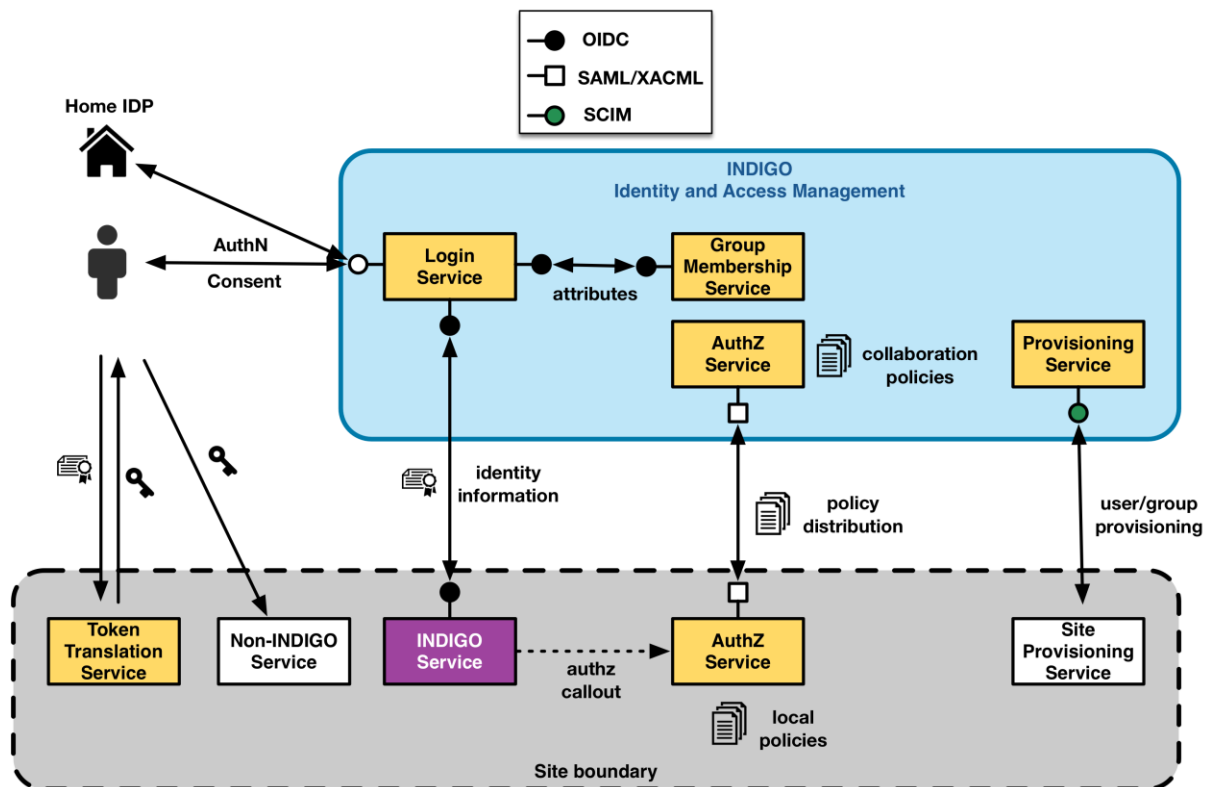 OIDC
SAML/XACML
SCIM
Home IDP
INDIGO
Identity and Access Management
AuthN
Consent
Login
Service
attributes
Group
Membership
Service
AuthZ
Service
collaboration
policies
Provisioning
Service
identity
information
policy
distribution
user/group
provisioning
Token
Translation
Service
Non-INDIGO
Service
INDIGO
Service
authz
callout
AuthZ
Service
Site
Provisioning
Service
local
policies
Site boundary